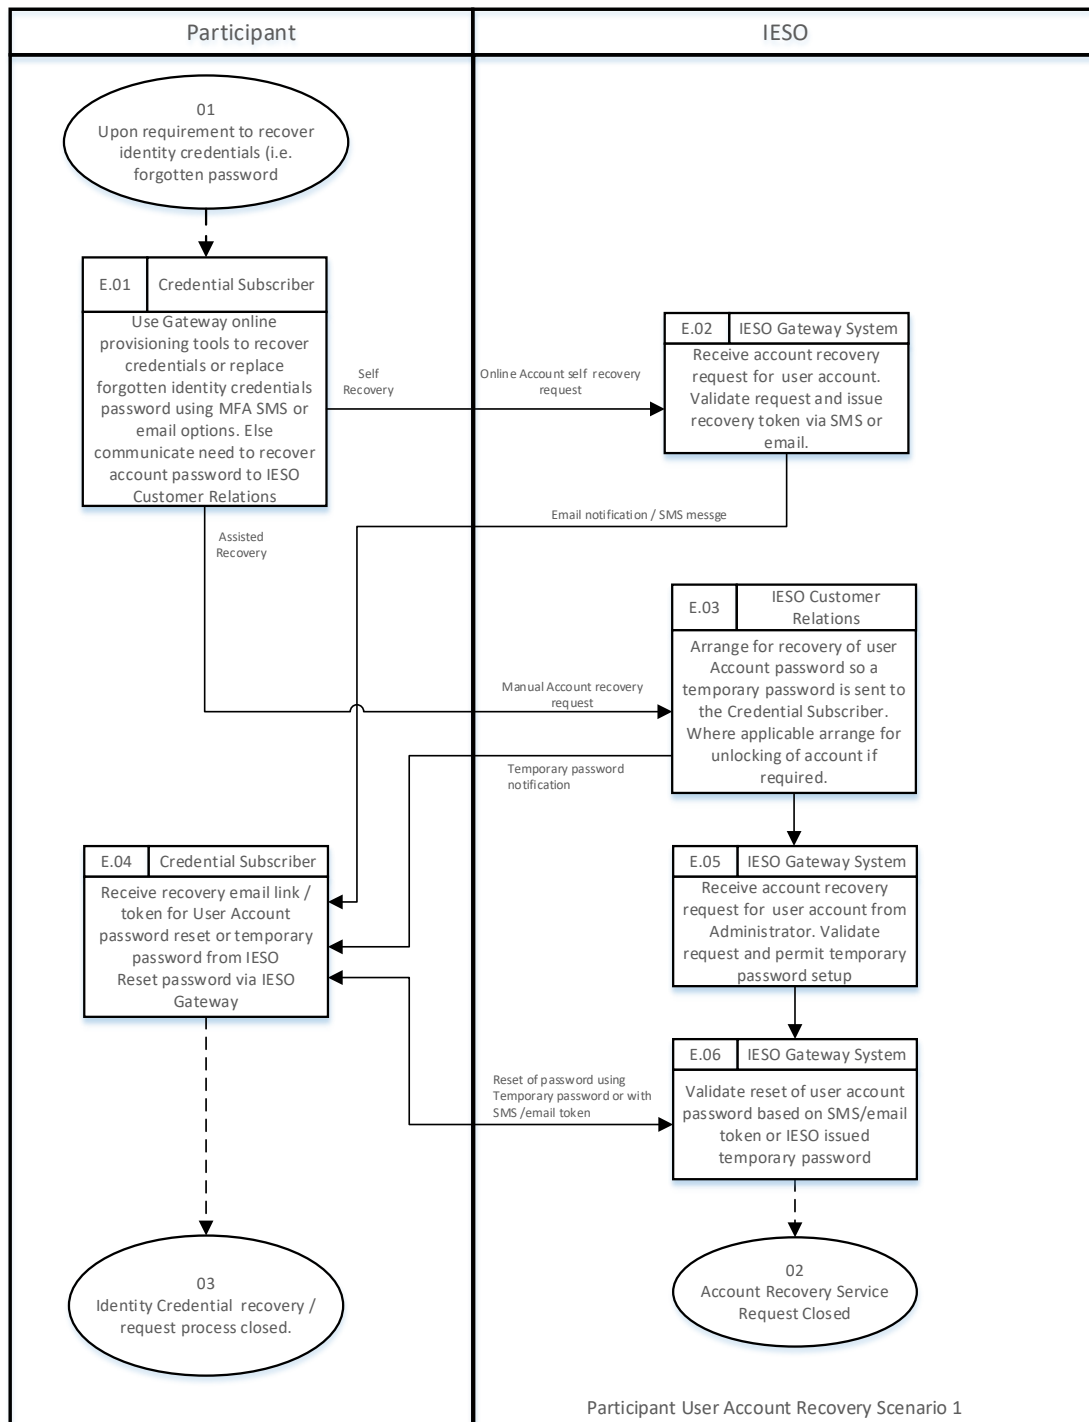 Participant
IESO
01
Upon requirement to recover
identity credentials (i.e.
forgotten password
E.01
Credential Subscriber
Use Gateway online
provisioning tools to recover
credentials or replace
forgotten identity credentials
password using MFA SMS or
email options. Else
communicate need to recover
account password to IESO
Customer Relations
Self
Recovery
Online Account self recovery
request
E.02
IESO Gateway System
Receive account recovery
request for user account.
Validate request and issue
recovery token via SMS or
email.
Email notification / SMS messge
Assisted
Recovery
E.03
IESO Customer
Relations
Arrange for recovery of user
Account password so a
temporary password is sent to
the Credential Subscriber.
Where applicable arrange for
unlocking of account if
required.
Manual Account recovery
request
Temporary password
notification
E.04
Credential Subscriber
Receive recovery email link /
token for User Account
password reset or temporary
password from IESO
Reset password via IESO
Gateway
E.05
IESO Gateway System
Receive account recovery
request for user account from
Administrator. Validate
request and permit temporary
password setup
E.06
IESO Gateway System
Validate reset of user account
password based on SMS/email
token or IESO issued
temporary password
Reset of password using
Temporary password or with
SMS /email token
03
Identity Credential recovery /
request process closed.
02
Account Recovery Service
Request Closed
Participant User Account Recovery Scenario 1